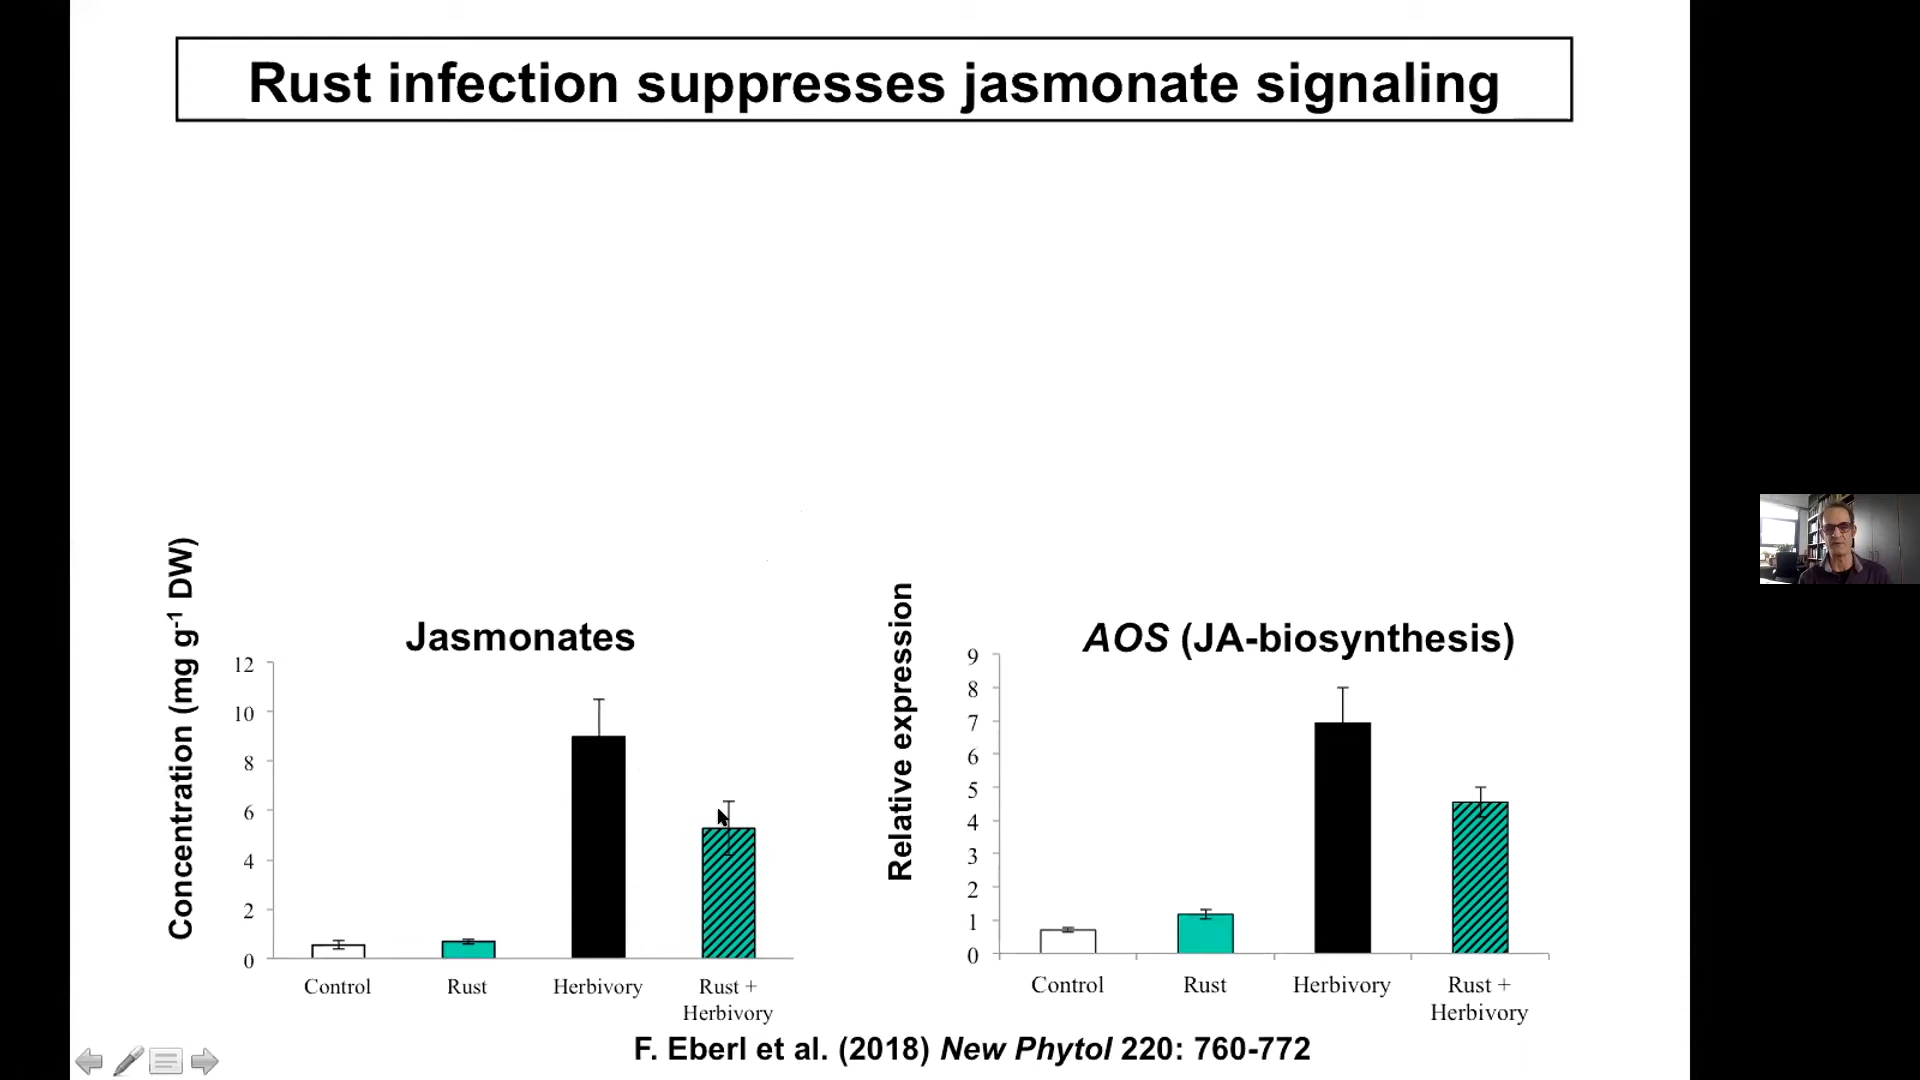 Rust infection suppresses jasmonate signaling
Concentration (mg g⁻¹ DW)
Jasmonates
12
10
8
6
4
2
0
Control
Rust
Herbivory
Rust +
Herbivory
Relative expression
AOS (JA-biosynthesis)
9
8
7
6
5
4
3
2
1
0
Control
Rust
Herbivory
Rust +
Herbivory
F. Eberl et al. (2018) New Phytol 220: 760-772